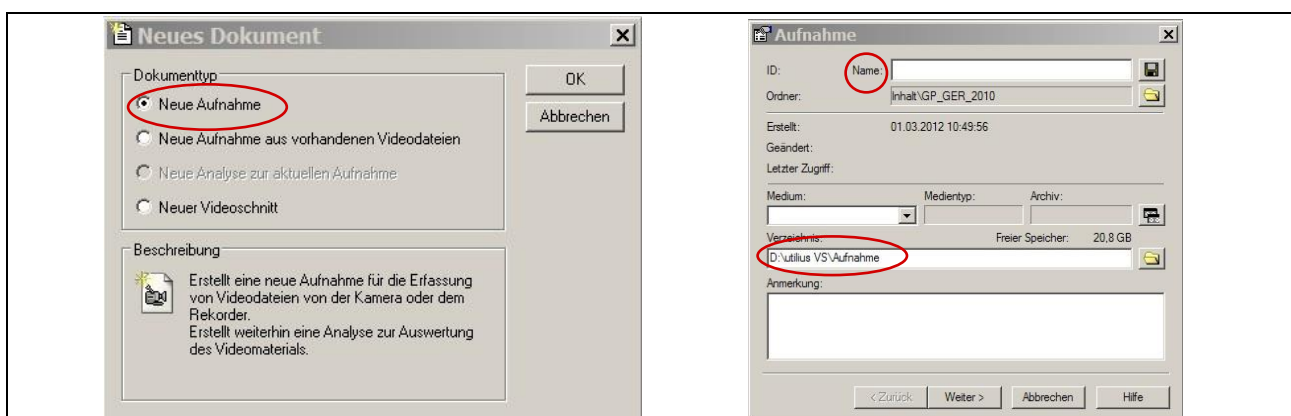 Neues Dokument
Dokumenttyp
Neue Aufnahme
Neue Aufnahme aus vorhandenen Videodateien
Neue Analyse zur aktuellen Aufnahme
Neuer Videoschnitt
OK
Abbrechen
Beschreibung
Erstellt eine neue Aufnahme für die Erfassung
von Videodateien von der Kamera oder dem
Rekorder.
Erstellt weiterhin eine Analyse zur Auswertung
des Videomaterials.
Aufnahme
ID: Name:
Ordner: Inhalt\GP_GER_2010
Erstellt: 01.03.2012 10:49:56
Geändert:
Letzter Zugriff:
Medium: Medientyp: Archiv:
Verzeichnis: Freier Speicher: 20,8 GB
D:\utilius VS\Aufnahme
Anmerkung:
< Zurück Weiter > Abbrechen Hilfe